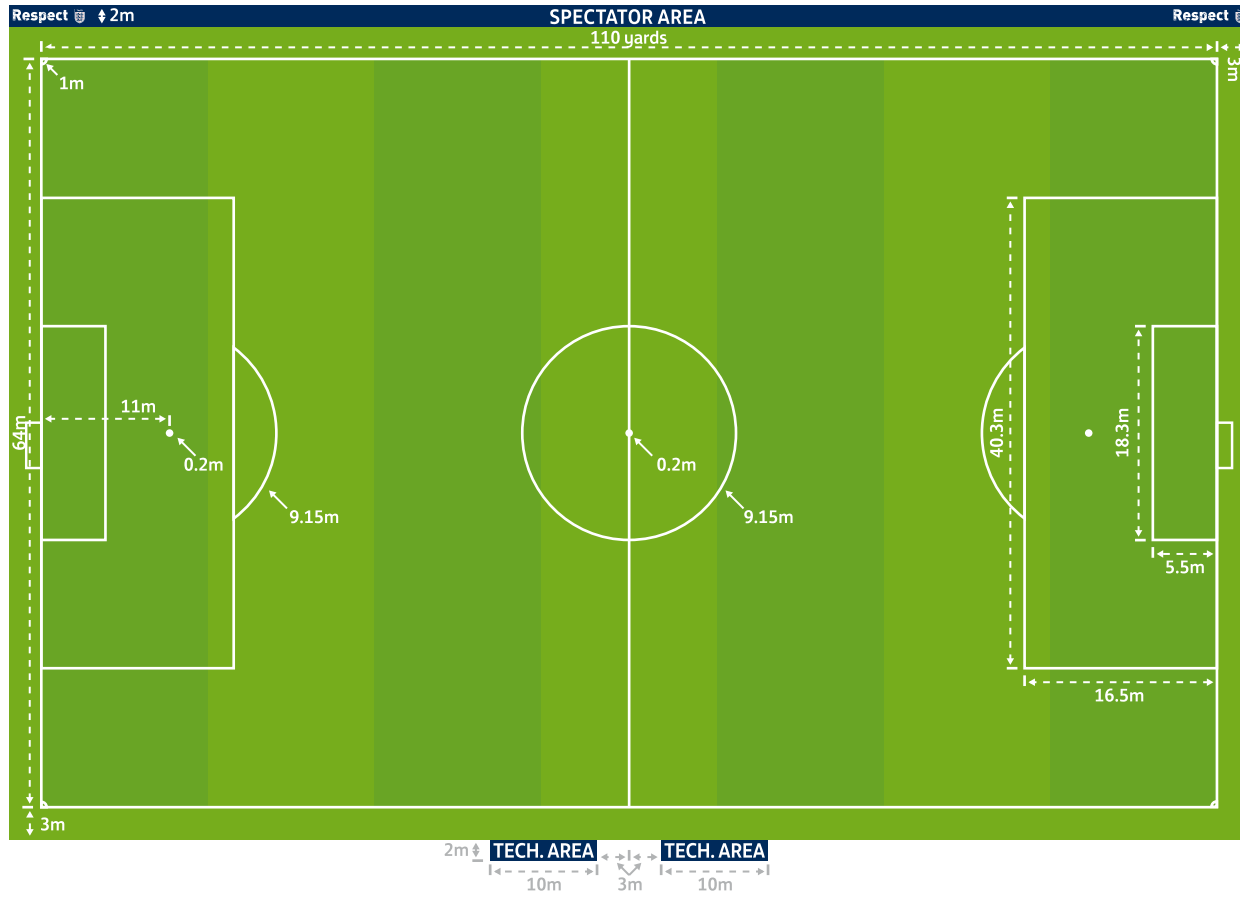 Respect 2m SPECTATOR AREA Respect
110 yards
3m
1m
11m
64m
0.2m
9.15m
0.2m
9.15m
40.3m
18.3m
5.5m
16.5m
3m
2m TECH. AREA TECH. AREA
10m 3m 10m